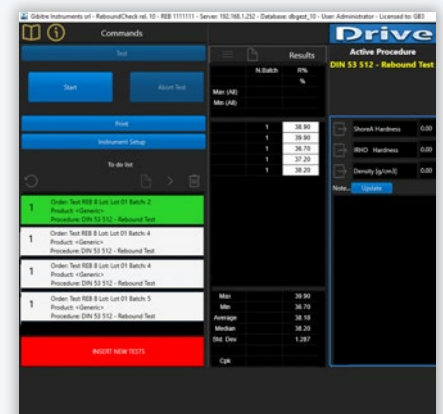 Gibitre Instruments srl - ReboundCheck rel. 10 - REB 1111111 - Server: 192.168.1.252 - Database: dbgest_10 - User: Administrator - Licensed to: GB3
Commands
Test
Start
Abort Test
Print
Instrument Setup
To do list
1
Order: Test REB 8 Lot: Lot 01 Batch: 2
Product: <Generic>
Procedure: DIN 53 512 - Rebound Test
1
Order: Test REB 8 Lot: Lot 01 Batch: 4
Product: <Generic>
Procedure: DIN 53 512 - Rebound Test
1
Order: Test REB 8 Lot: Lot 01 Batch: 4
Product: <Generic>
Procedure: DIN 53 512 - Rebound Test
1
Order: Test REB 8 Lot: Lot 01 Batch: 5
Product: <Generic>
Procedure: DIN 53 512 - Rebound Test
INSERT NEW TESTS
Results
N.Batch R%
%
Max (All)
Min (All)
1 38.90
1 39.90
1 36.70
1 37.20
1 38.20
Max 39.90
Min 36.70
Average 38.18
Median 38.20
Std. Dev 1.287
Cpk
Drive
Active Procedure
DIN 53 512 - Rebound Test
ShoreA Hardness 0.00
IRHD Hardness 0.00
Density [g/cm3] 0.00
Note... Update